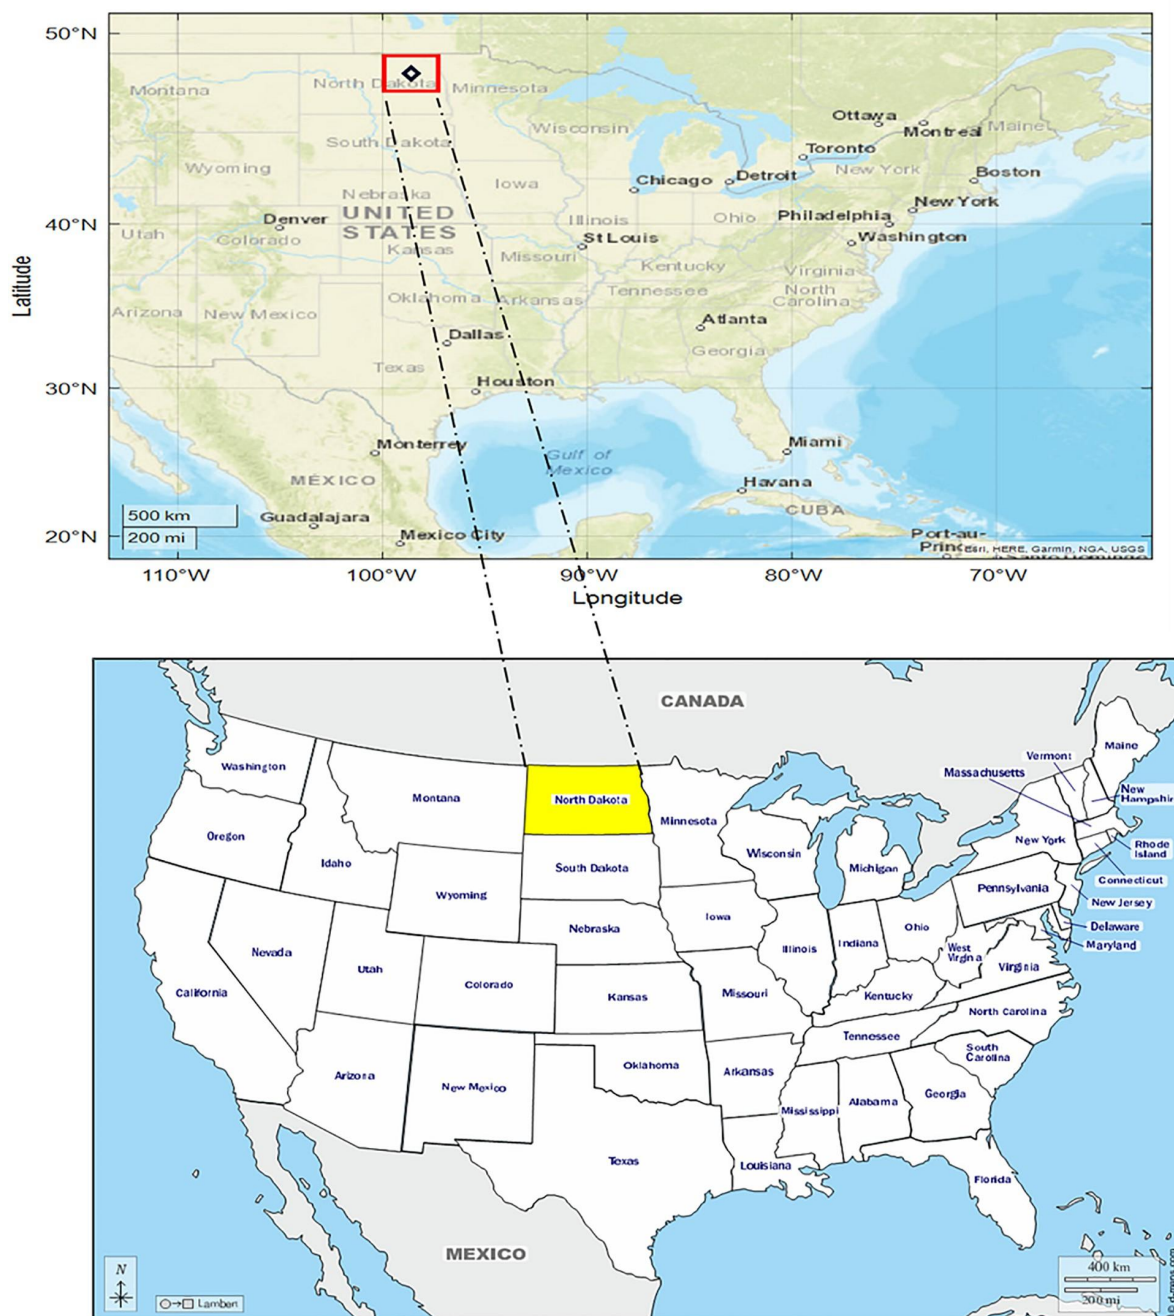 50°N
North Dakota
Montana
Minnesota
Ottawa
Montreal
Maine
Wisconsin
South Dakota
Toronto
Wyoming
New York
Iowa
Chicago
Detroit
Boston
Nebraska
New York
UNITED
STATES
Denver
Illinois
Ohio
Philadelphia
40°N
Utah
Colorado
Kansas
St Louis
Washington
Missouri
Kentucky
Virginia
Latitude
Oklahoma
Arkansas
Tennessee
North
Carolina
Arizona
New Mexico
Atlanta
Dallas
Georgia
Texas
30°N
Houston
Monterrey
Gulf of
Mexico
Miami
MÉXICO
Havana
CUBA
500 km
200 mi
Guadalajara
Mexico City
20°N
Port-au-
Esri, HERE, Garmin, NGA, USGS
110°W
100°W
90°W
80°W
70°W
Longitude
CANADA
Washington
Montana
North Dakota
Minnesota
Vermont
Maine
Massachusetts
New
Hampshir
Oregon
Idaho
South Dakota
Wisconsin
Michigan
New York
Rhode
Island
Wyoming
Connecticut
Pennsylvania
New Jersey
Nebraska
Iowa
Delaware
Maryland
Nevada
Utah
Colorado
Illinois
Indiana
Ohio
West
Virginia
Virginia
California
Kansas
Missouri
Kentucky
North Carolina
Tennessee
South
Carolina
Arizona
New Mexico
Oklahoma
Arkansas
Mississippi
Alabama
Georgia
Texas
Louisiana
Florida
MEXICO
N
Lambert
400 km
200 mi